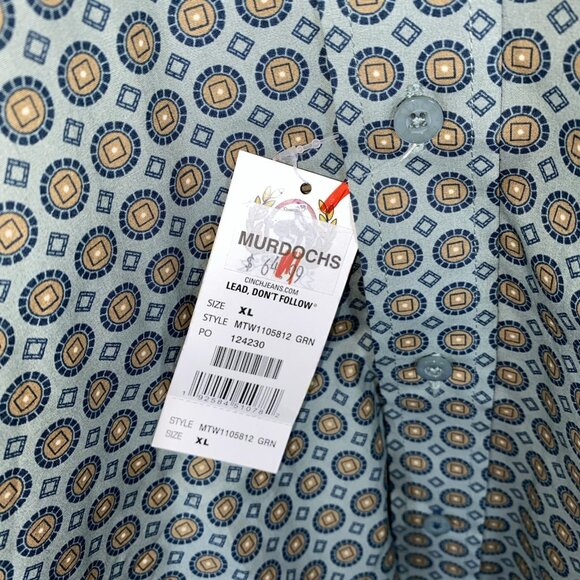 MURDOCHS
$ 64.99
CINCHJEANS.COM
LEAD, DON'T FOLLOW®
SIZE XL
STYLE MTW1105812 GRN
PO 124230
STYLE MTW1105812 GRN
SIZE XL